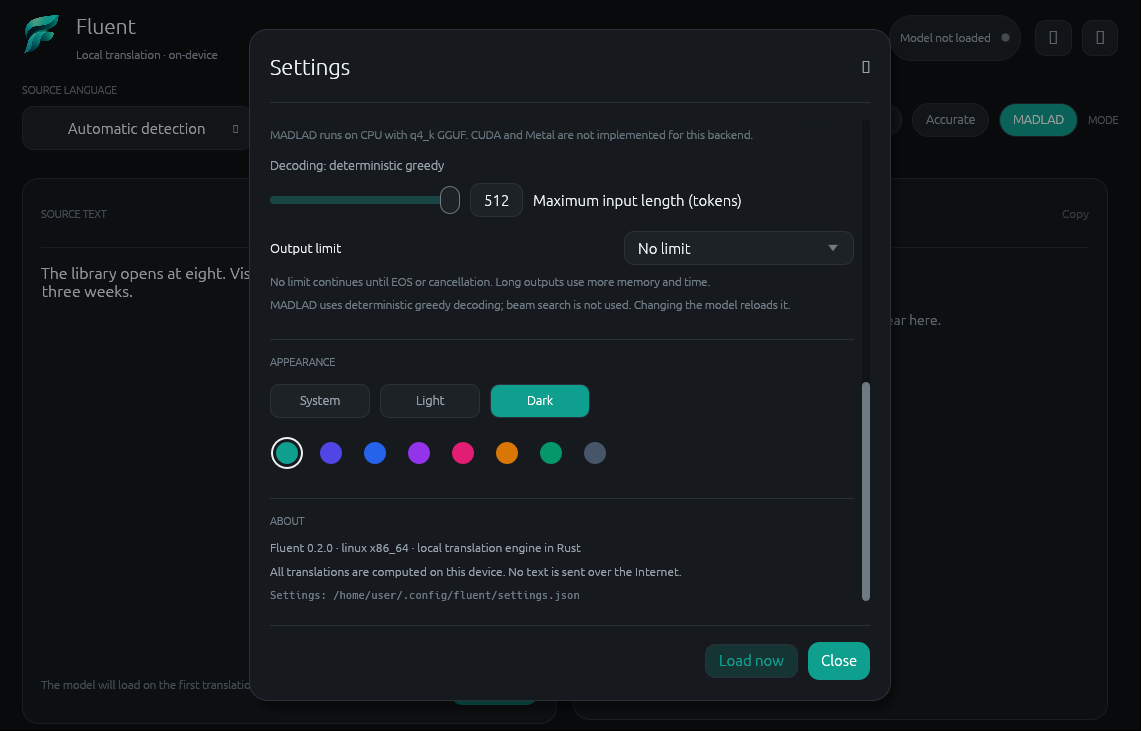 Fluent
Local translation · on-device
Model not loaded
SOURCE LANGUAGE
Automatic detection
Accurate
MADLAD
MODE
SOURCE TEXT
The library opens at eight. Vis
three weeks.
The model will load on the first translatio
Copy
ear here.
Settings
MADLAD runs on CPU with q4_k GGUF. CUDA and Metal are not implemented for this backend.
Decoding: deterministic greedy
512
Maximum input length (tokens)
Output limit
No limit
No limit continues until EOS or cancellation. Long outputs use more memory and time.
MADLAD uses deterministic greedy decoding; beam search is not used. Changing the model reloads it.
APPEARANCE
System
Light
Dark
ABOUT
Fluent 0.2.0 · linux x86_64 · local translation engine in Rust
All translations are computed on this device. No text is sent over the Internet.
Settings: /home/user/.config/fluent/settings.json
Load now
Close